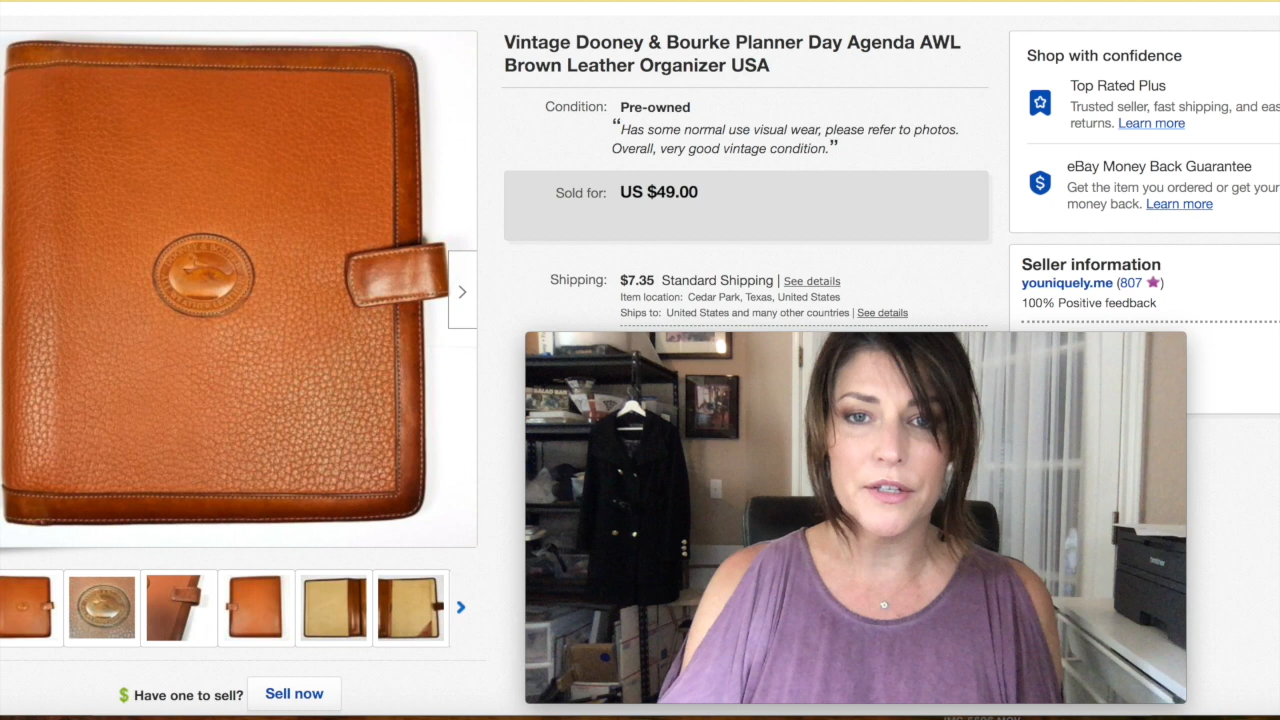 Vintage Dooney & Bourke Planner Day Agenda AWL
Brown Leather Organizer USA
Condition: Pre-owned
“Has some normal use visual wear, please refer to photos.
Overall, very good vintage condition.”
Sold for: US $49.00
Shipping: $7.35 Standard Shipping | See details
Item location: Cedar Park, Texas, United States
Ships to: United States and many other countries | See details
Have one to sell? Sell now
Shop with confidence
Top Rated Plus
Trusted seller, fast shipping, and eas
returns. Learn more
eBay Money Back Guarantee
Get the item you ordered or get your
money back. Learn more
Seller information
youniquely.me (807)
100% Positive feedback